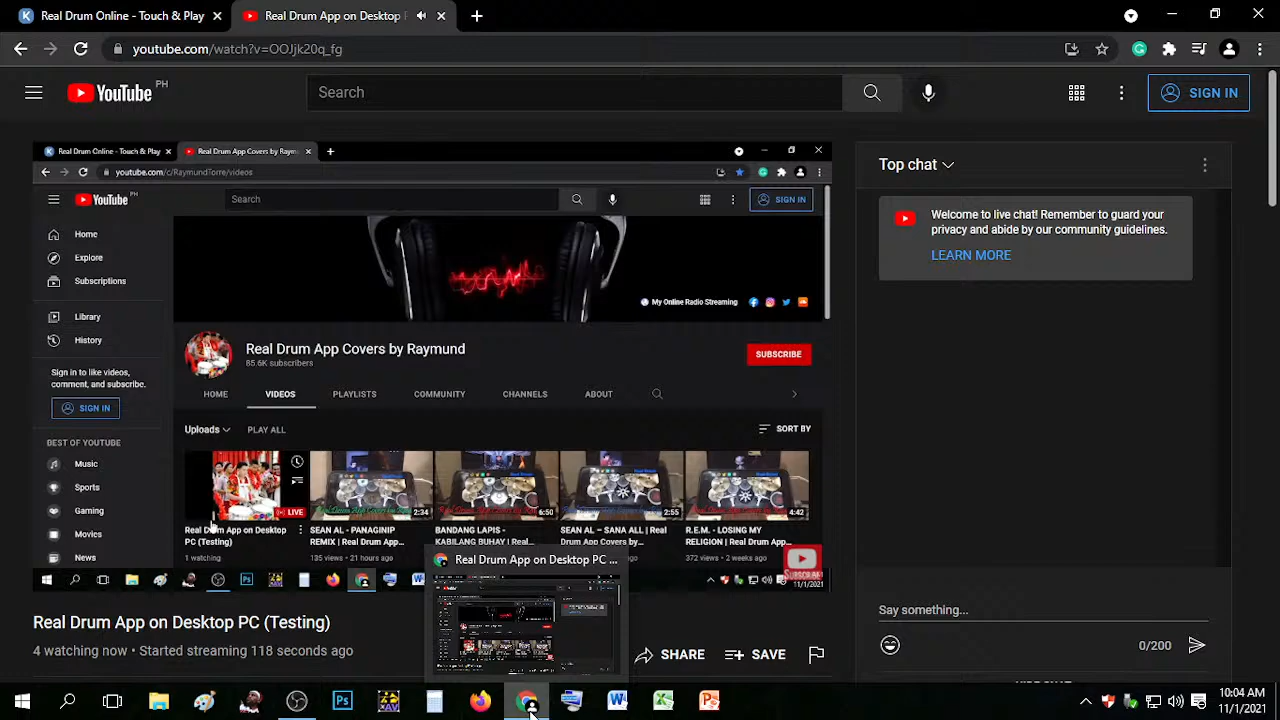 Real Drum Online - Touch & Play
Real Drum App on Desktop P
youtube.com/watch?v=OOJjk20q_fg
YouTube PH
Search
SIGN IN
Real Drum Online - Touch & Play
Real Drum App Covers by Raymu
youtube.com/c/RaymundTorre/videos
YouTube PH
Search
SIGN IN
Home
Explore
Subscriptions
Library
History
Sign in to like videos,
comment, and subscribe.
SIGN IN
BEST OF YOUTUBE
Music
Sports
Gaming
Movies
News
My Online Radio Streaming
Real Drum App Covers by Raymund
85.6K subscribers
SUBSCRIBE
HOME
VIDEOS
PLAYLISTS
COMMUNITY
CHANNELS
ABOUT
Uploads
PLAY ALL
SORT BY
LIVE
2:34
6:50
2:55
4:42
Real Drum App on Desktop
PC (Testing)
1 watching
SEAN AL - PANAGINIP
REMIX | Real Drum App...
135 views • 21 hours ago
BANDANG LAPIS -
KABILANG BUHAY | Real
SEAN AL – SANA ALL | Real
Drum App Covers by...
R.E.M. - LOSING MY
RELIGION | Real Drum App...
372 views • 2 weeks ago
SUBSCRIBE
11/1/2021
Real Drum App on Desktop PC ...
Real Drum App on Desktop PC (Testing)
4 watching now • Started streaming 118 seconds ago
SHARE
SAVE
Top chat
Welcome to live chat! Remember to guard your
privacy and abide by our community guidelines.
LEARN MORE
Say something...
0/200
10:04 AM
11/1/2021